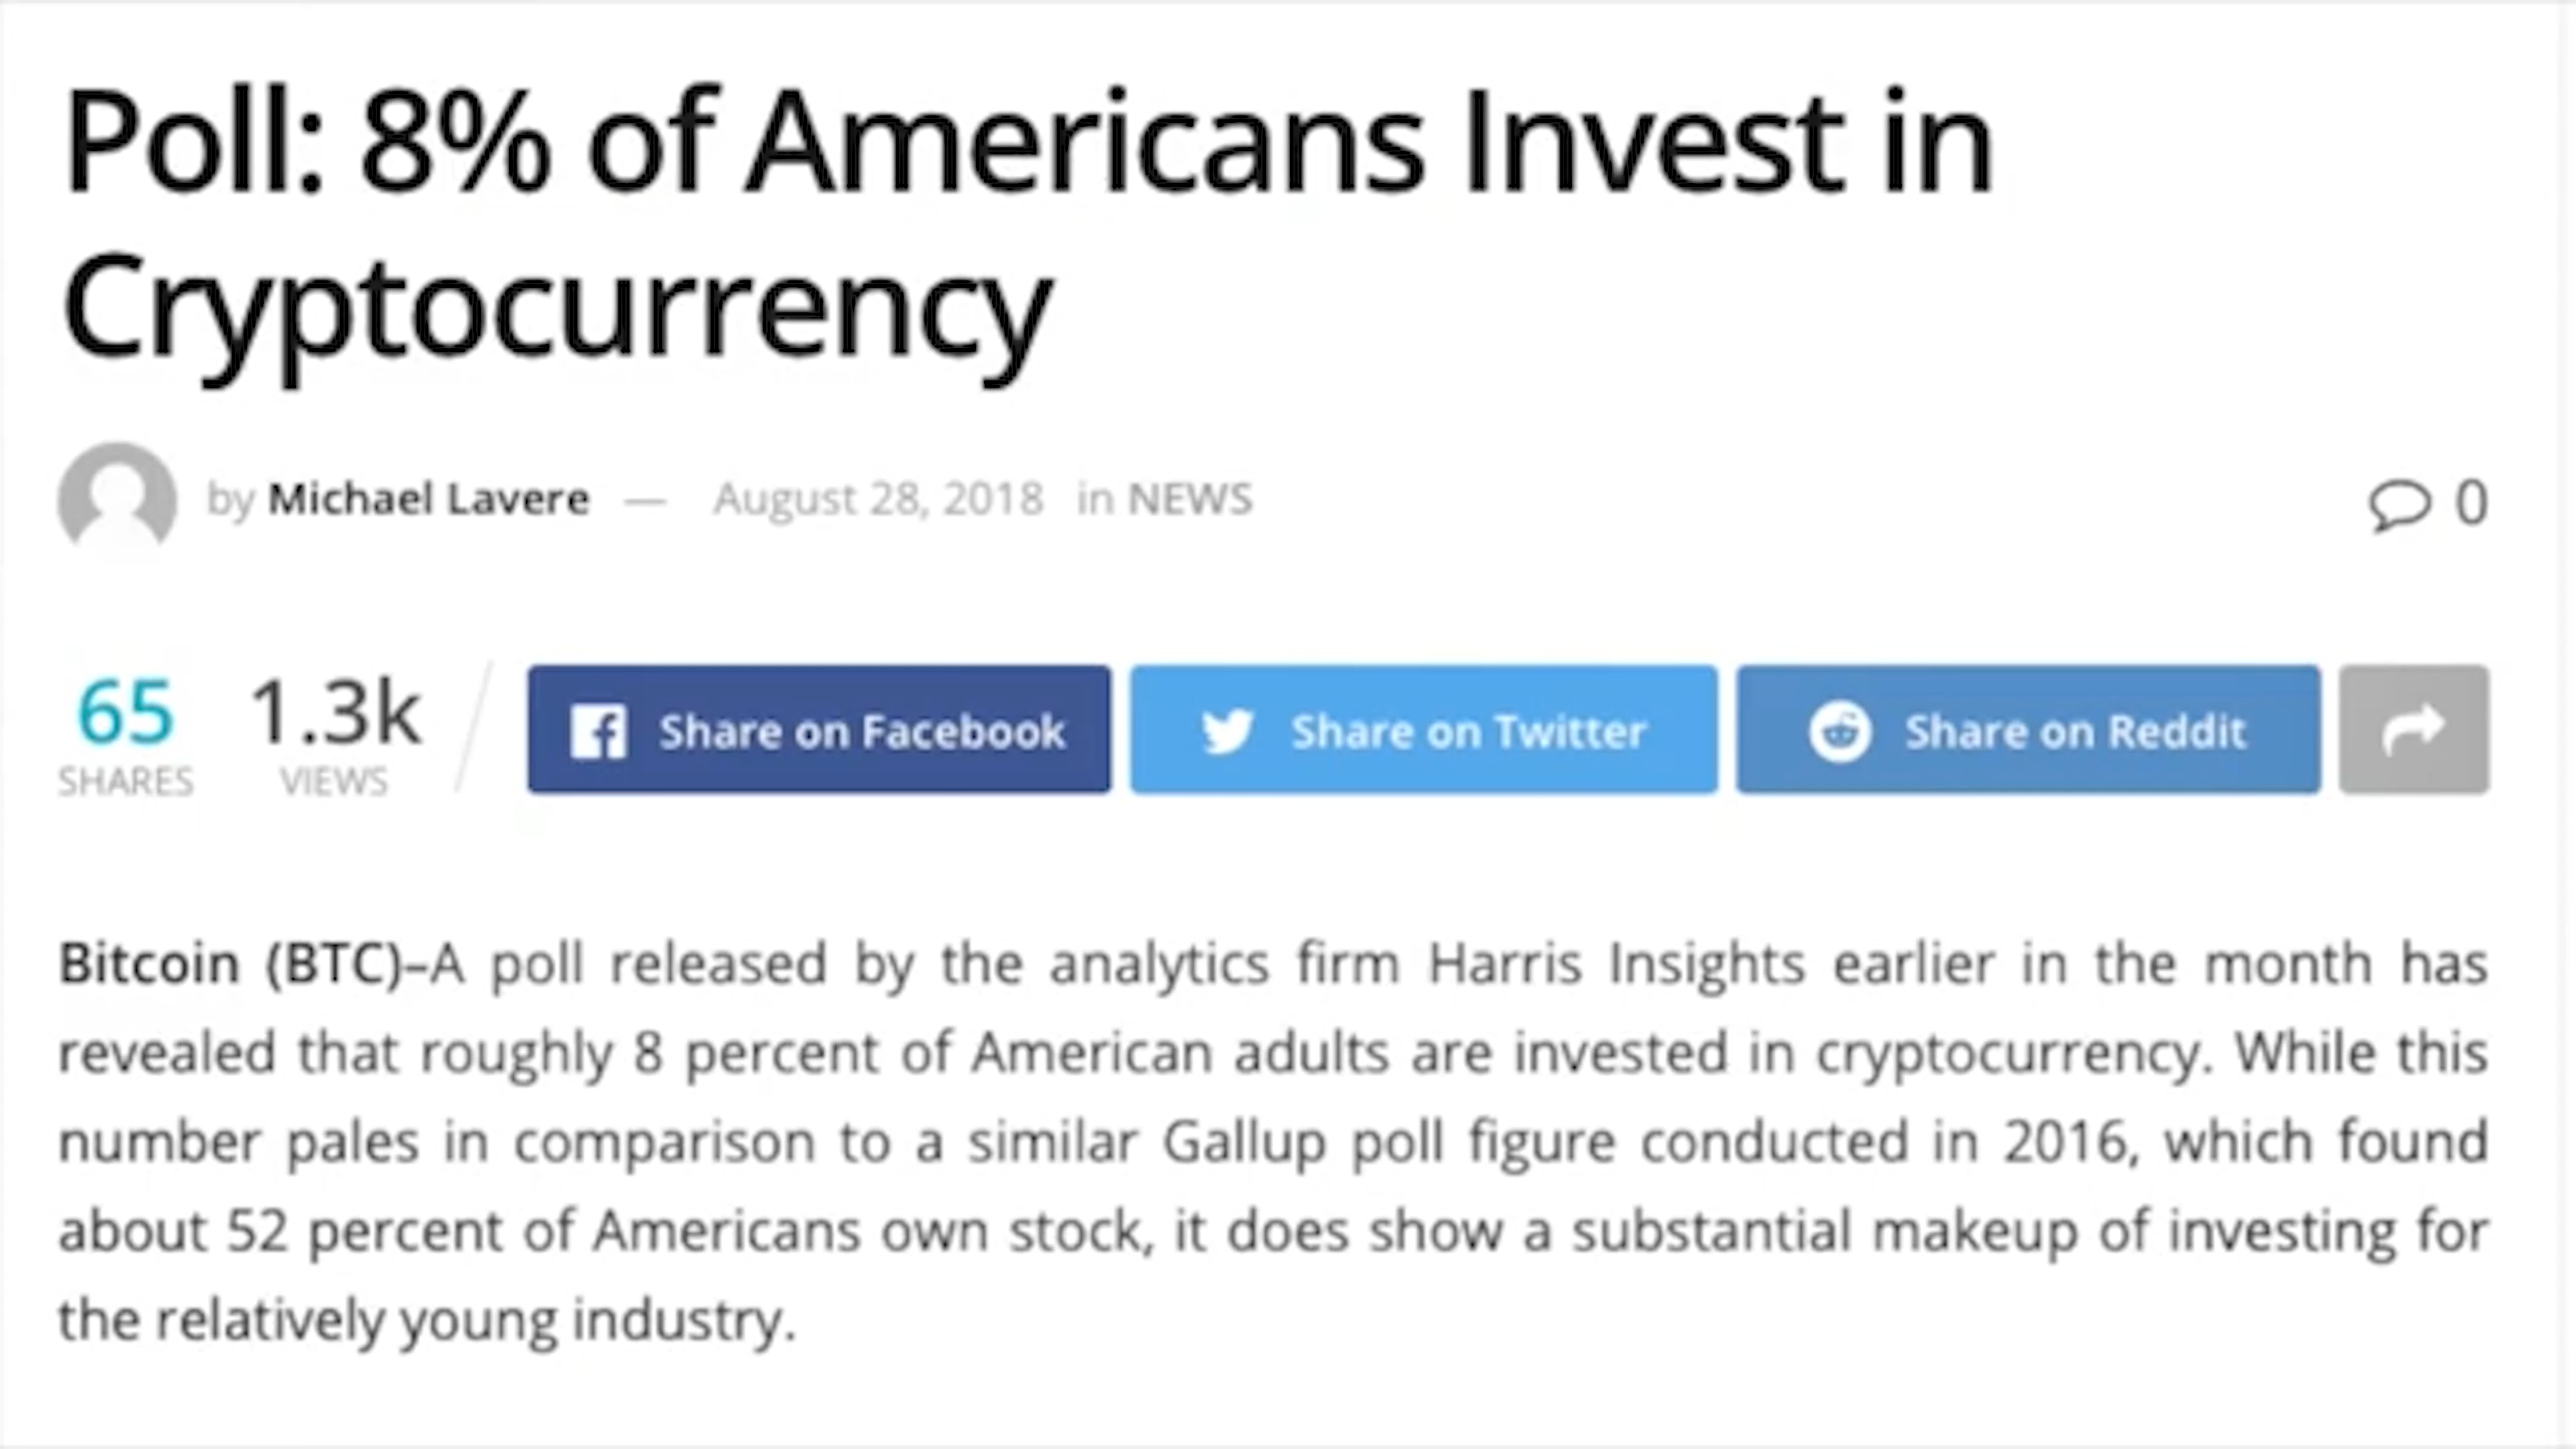 Poll: 8% of Americans Invest in
Cryptocurrency
by Michael Lavere — August 28, 2018 in NEWS
0
65
SHARES
1.3k
VIEWS
Share on Facebook
Share on Twitter
Share on Reddit
Bitcoin (BTC)–A poll released by the analytics firm Harris Insights earlier in the month has
revealed that roughly 8 percent of American adults are invested in cryptocurrency. While this
number pales in comparison to a similar Gallup poll figure conducted in 2016, which found
about 52 percent of Americans own stock, it does show a substantial makeup of investing for
the relatively young industry.